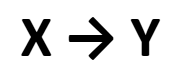 X → Y